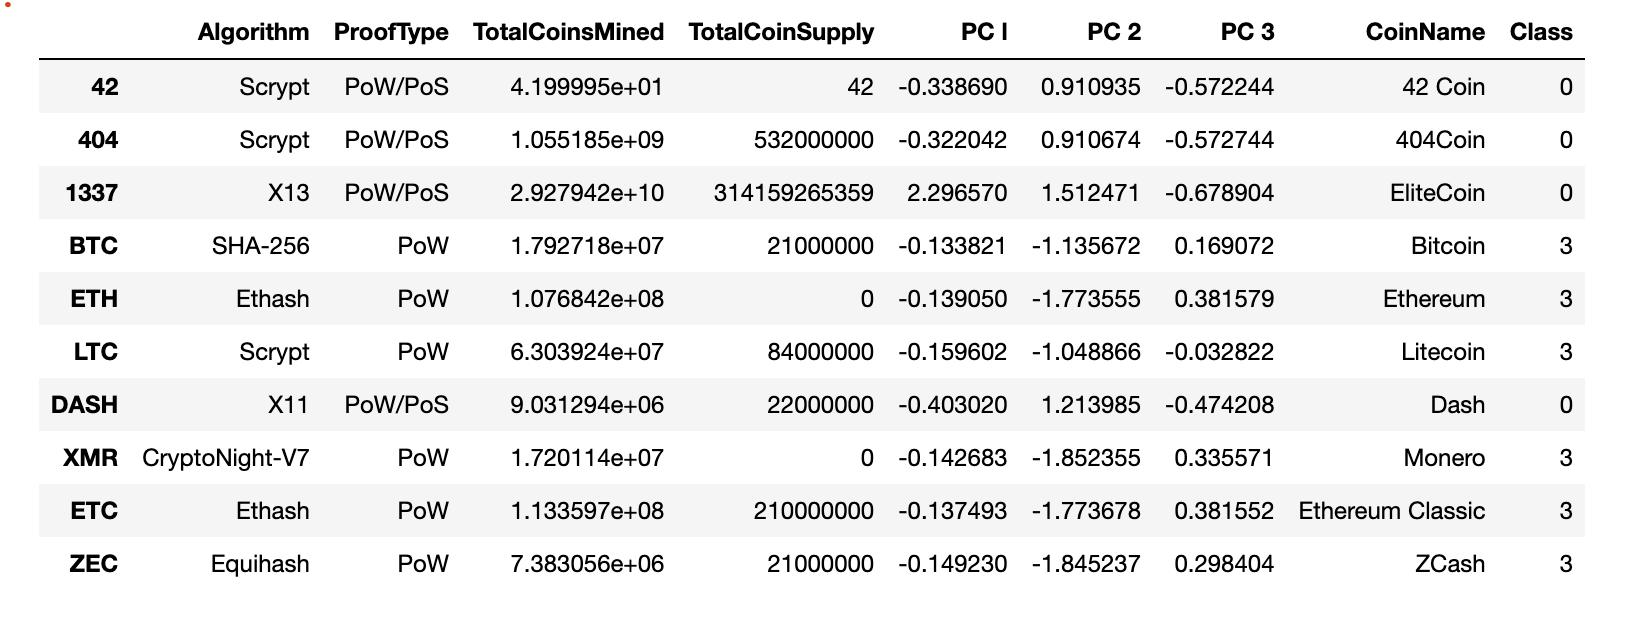 Algorithm ProofType TotalCoinsMined TotalCoinSupply PC I PC 2 PC 3 CoinName Class
42 Scrypt PoW/PoS 4.199995e+01 42 -0.338690 0.910935 -0.572244 42 Coin 0
404 Scrypt PoW/PoS 1.055185e+09 532000000 -0.322042 0.910674 -0.572744 404Coin 0
1337 X13 PoW/PoS 2.927942e+10 314159265359 2.296570 1.512471 -0.678904 EliteCoin 0
BTC SHA-256 PoW 1.792718e+07 21000000 -0.133821 -1.135672 0.169072 Bitcoin 3
ETH Ethash PoW 1.076842e+08 0 -0.139050 -1.773555 0.381579 Ethereum 3
LTC Scrypt PoW 6.303924e+07 84000000 -0.159602 -1.048866 -0.032822 Litecoin 3
DASH X11 PoW/PoS 9.031294e+06 22000000 -0.403020 1.213985 -0.474208 Dash 0
XMR CryptoNight-V7 PoW 1.720114e+07 0 -0.142683 -1.852355 0.335571 Monero 3
ETC Ethash PoW 1.133597e+08 210000000 -0.137493 -1.773678 0.381552 Ethereum Classic 3
ZEC Equihash PoW 7.383056e+06 21000000 -0.149230 -1.845237 0.298404 ZCash 3